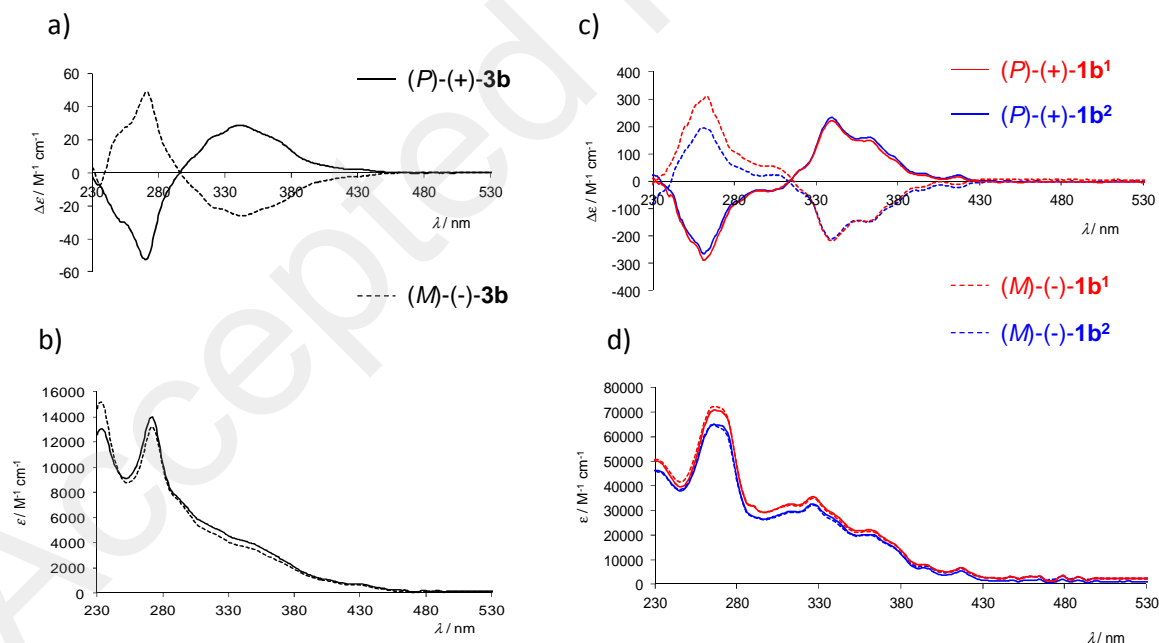 a)
60
40
20
0
-20
-40
-60
Δε / M-1 cm-1
230 280 330 380 430 480 530
λ / nm
(P)-(+)-3b
(M)-(-)-3b
b)
16000
14000
12000
10000
8000
6000
4000
2000
0
ε / M-1 cm-1
230 280 330 380 430 480 530
λ / nm
c)
400
300
200
100
0
-100
-200
-300
-400
Δε / M-1 cm-1
230 280 330 380 430 480 530
λ / nm
(P)-(+)-1b1
(P)-(+)-1b2
(M)-(-)-1b1
(M)-(-)-1b2
d)
80000
70000
60000
50000
40000
30000
20000
10000
0
ε / M-1 cm-1
230 280 330 380 430 480 530
λ / nm
Accepted